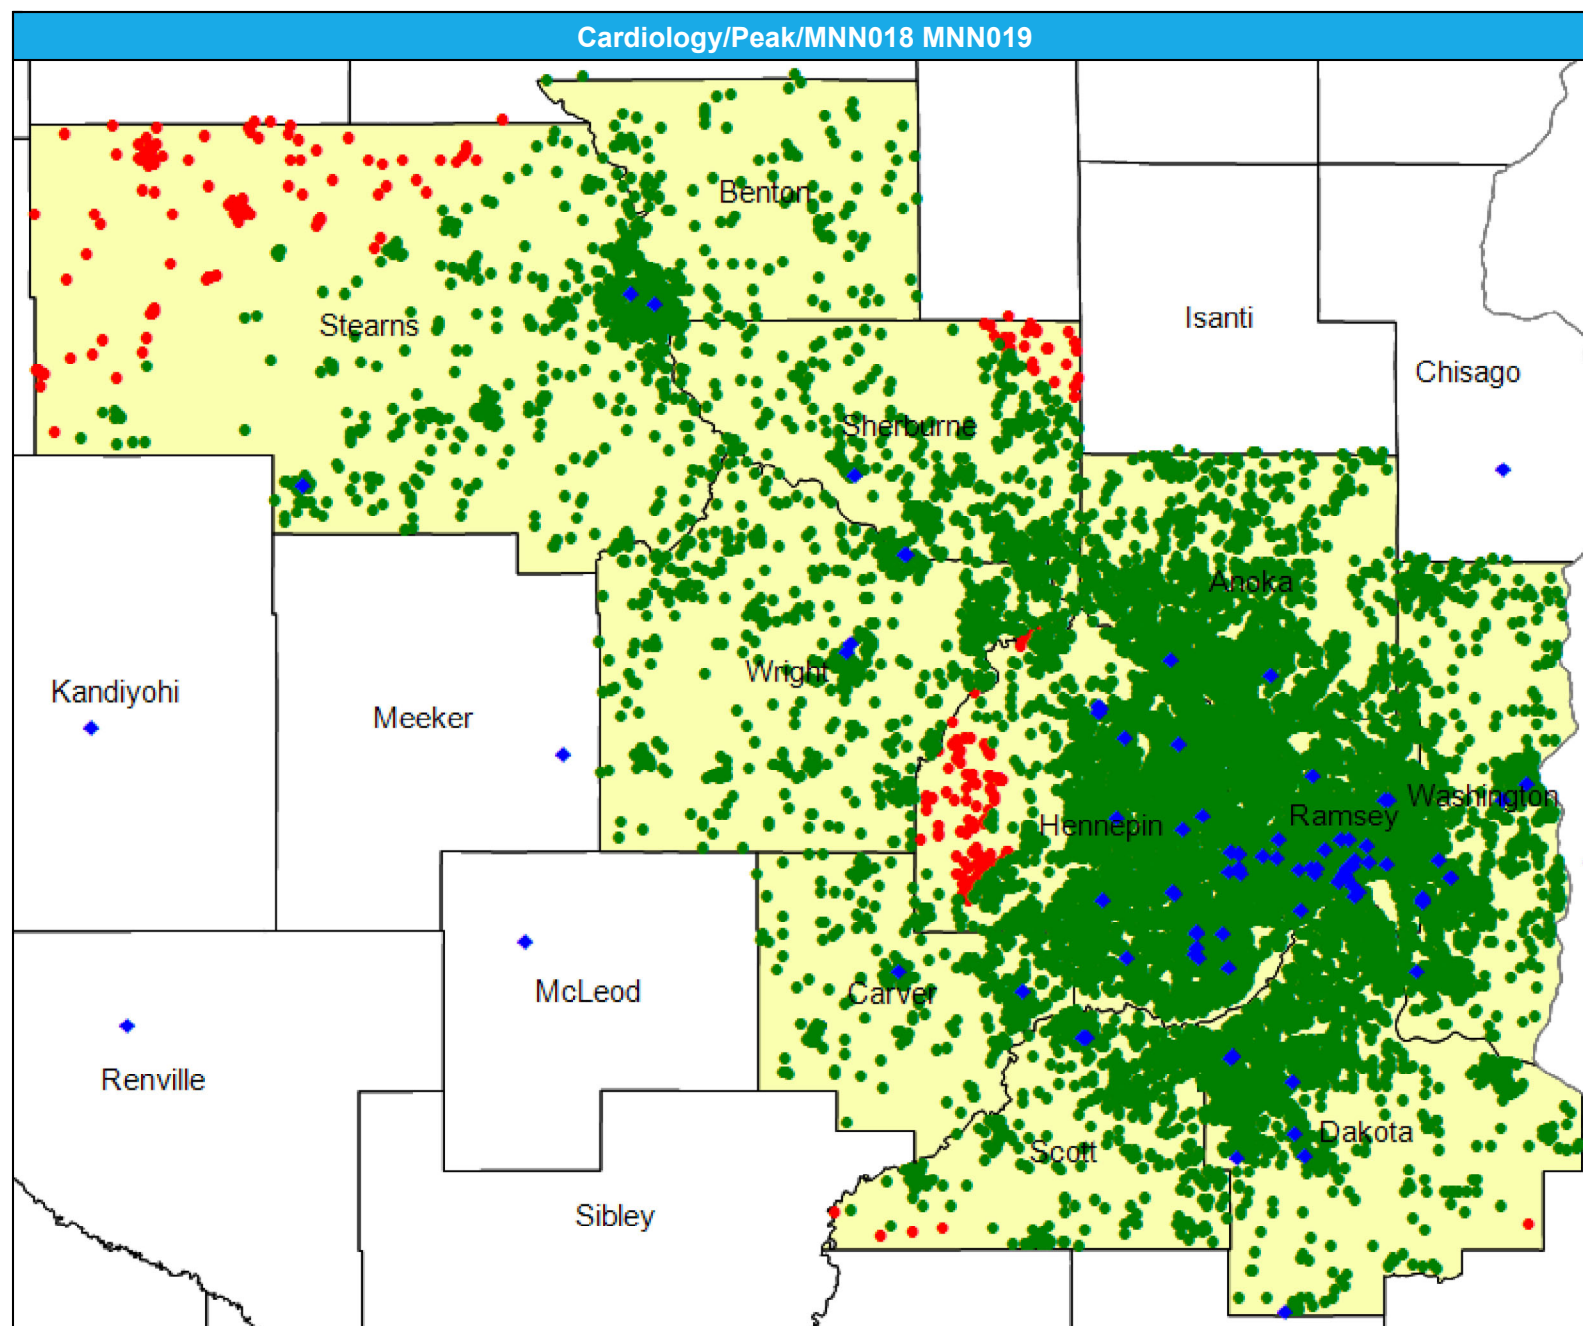 Cardiology/Peak/MNN018 MNN019
Benton
Isanti
Stearns
Chisago
Sherburne
Anoka
Wright
Kandiyohi
Meeker
Washington
Ramsey
Hennepin
McLeod
Carver
Renville
Dakota
Scott
Sibley